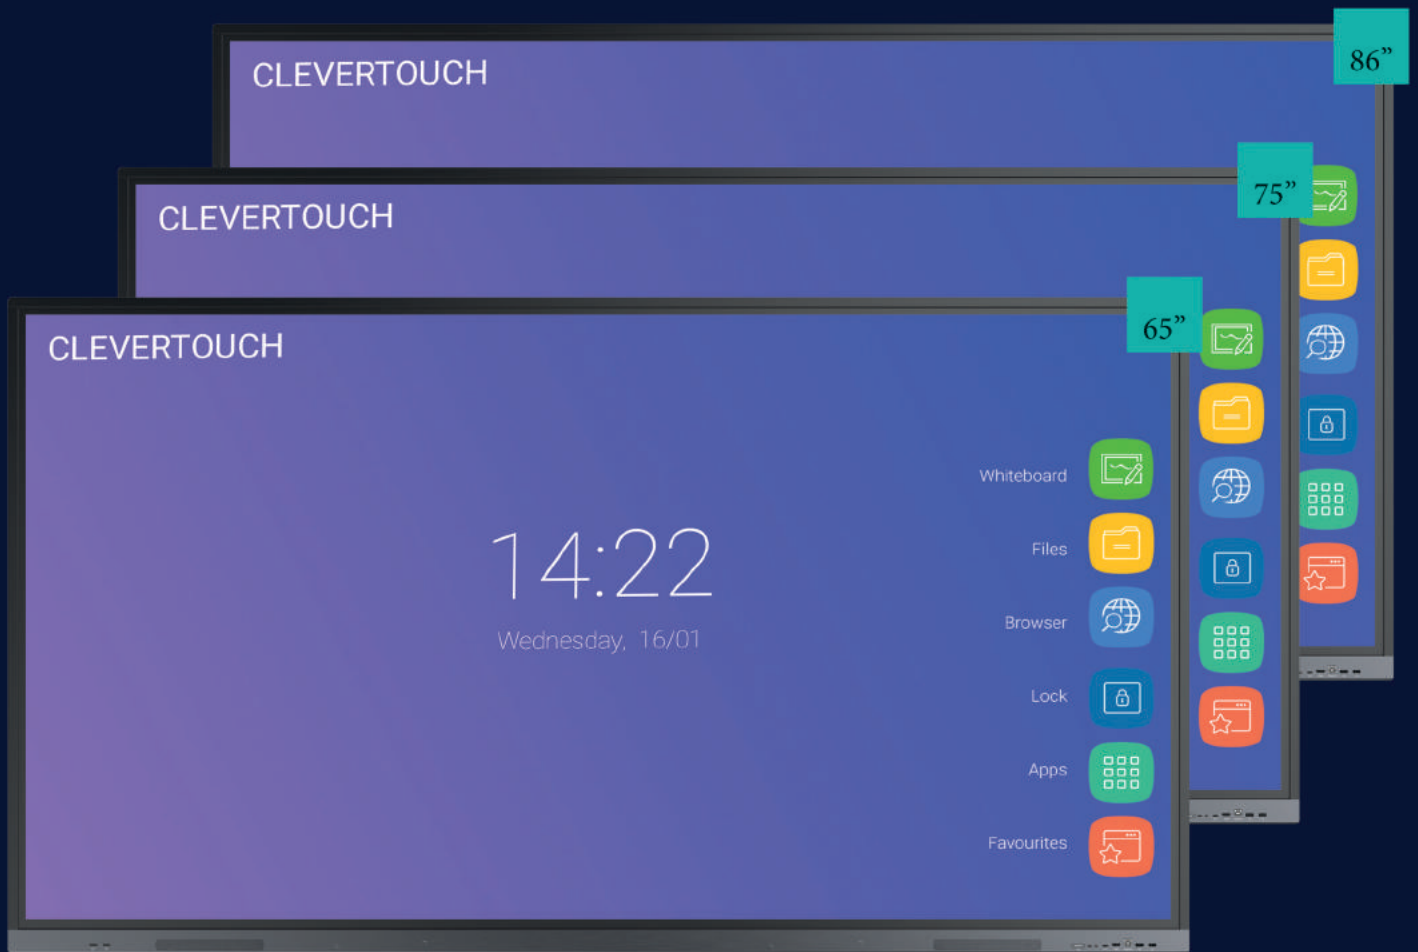 86”
CLEVERTOUCH
75”
CLEVERTOUCH
65”
CLEVERTOUCH
Whiteboard
Files
14:22
Browser
Wednesday, 16/01
Lock
Apps
Favourites